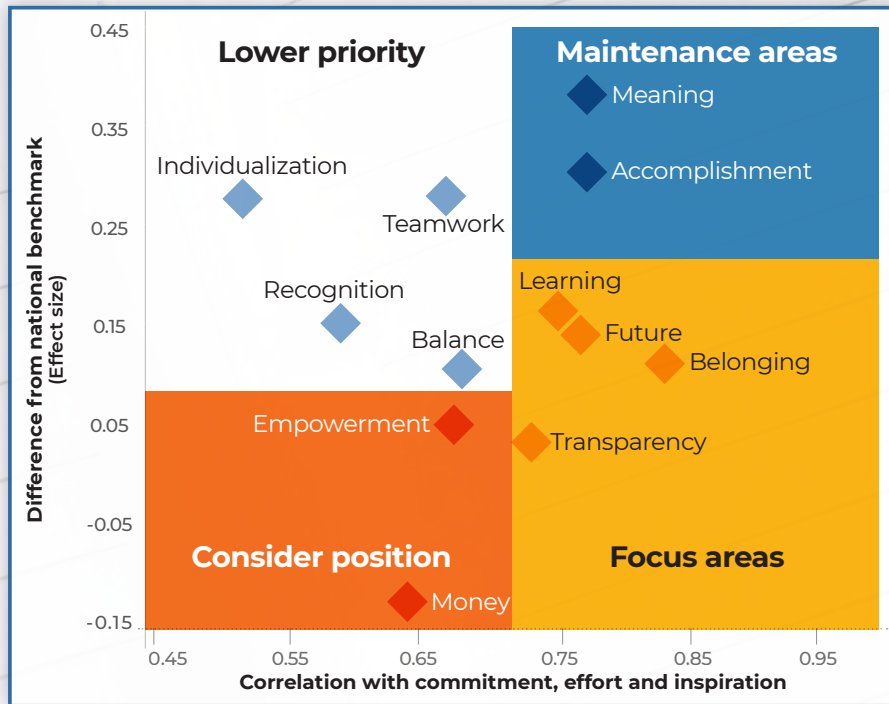 0.45
0.35
0.25
0.15
0.05
-0.05
-0.15
Difference from national benchmark
(Effect size)
Lower priority
Maintenance areas
Meaning
Individualization
Accomplishment
Teamwork
Learning
Recognition
Future
Balance
Belonging
Empowerment
Transparency
Consider position
Focus areas
Money
0.45
0.55
0.65
0.75
0.85
0.95
Correlation with commitment, effort and inspiration